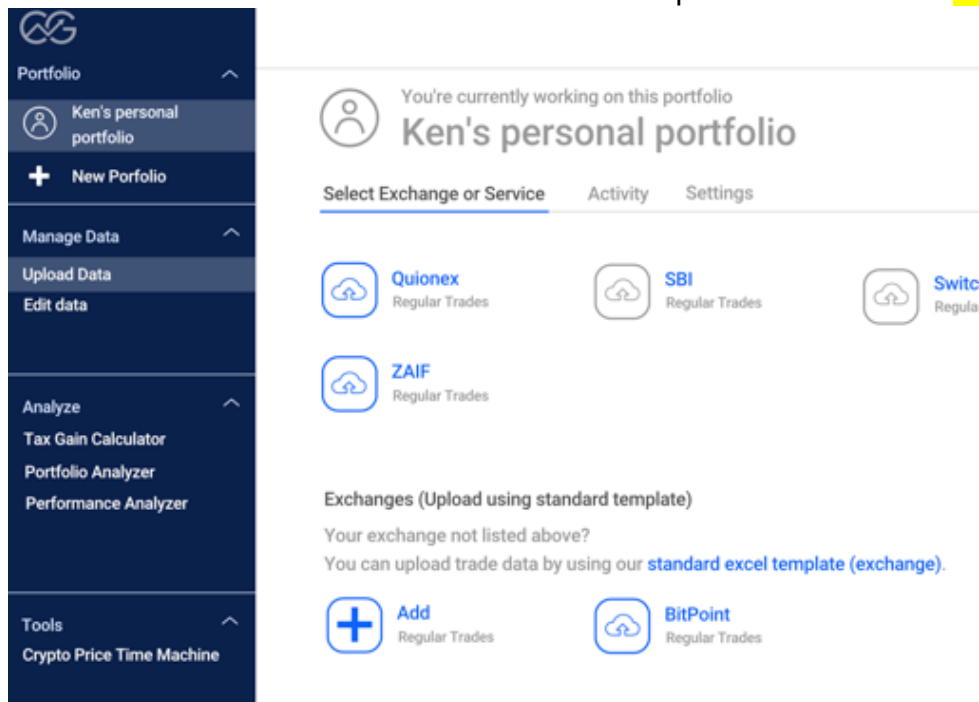 Portfolio
Ken's personal
portfolio
New Porfolio
Manage Data
Upload Data
Edit data
Analyze
Tax Gain Calculator
Portfolio Analyzer
Performance Analyzer
Tools
Crypto Price Time Machine
You're currently working on this portfolio
Ken's personal portfolio
Select Exchange or Service Activity Settings
Quionex
Regular Trades
SBI
Regular Trades
ZAIF
Regular Trades
Exchanges (Upload using standard template)
Your exchange not listed above?
You can upload trade data by using our standard excel template (exchange).
Add
Regular Trades
BitPoint
Regular Trades